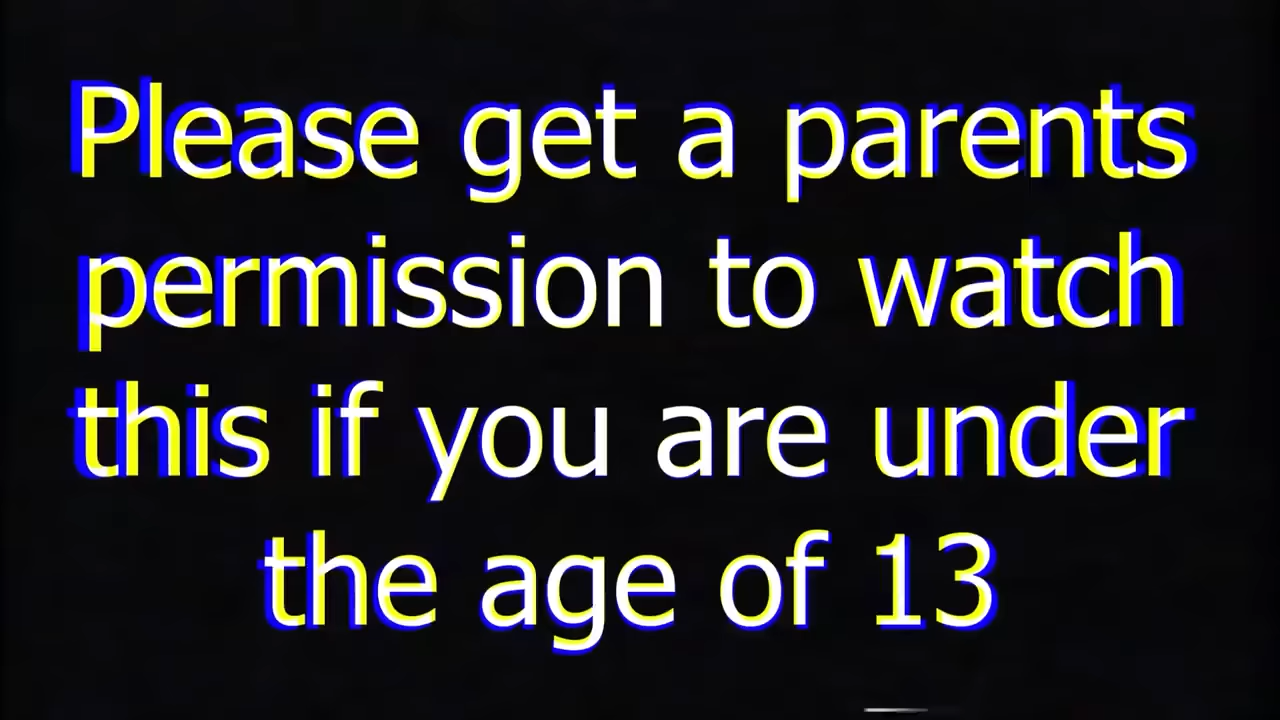 Please get a parents
permission to watch
this if you are under
the age of 13